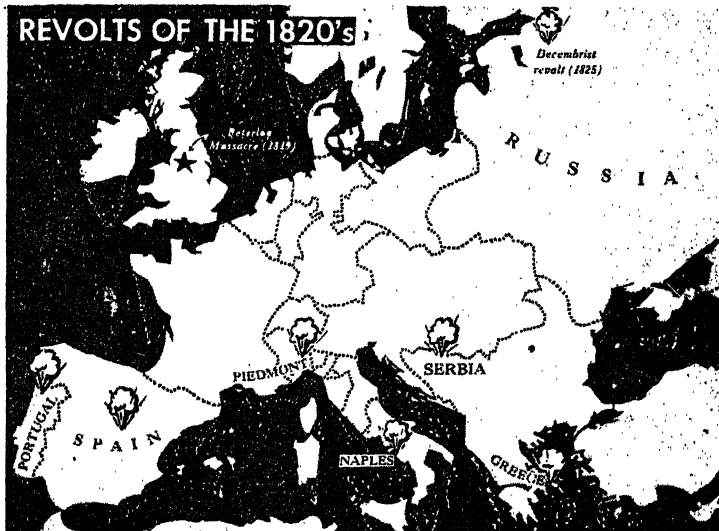 REVOLTS OF THE 1820's
Decembrist
revolt (1825)
Peterloo
Massacre (1819)
RUSSIA
PIEDMONT
SERBIA
PORTUGAL
SPAIN
NAPLES
GREECE